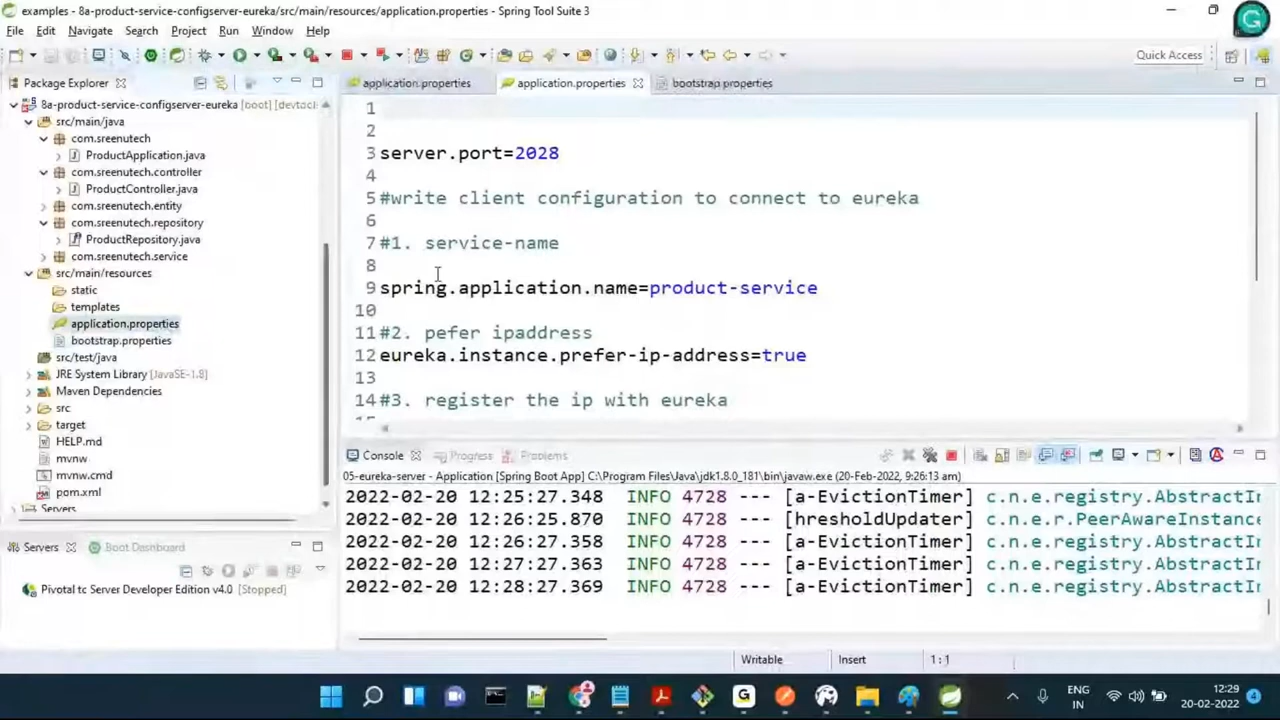 examples - 8a-product-service-configserver-eureka/src/main/resources/application.properties - Spring Tool Suite 3
File Edit Navigate Search Project Run Window Help
Quick Access
Package Explorer
application.properties application.properties bootstrap.properties
8a-product-service-configserver-eureka [boot] [devtool
src/main/java
com.sreenutech
ProductApplication.java
com.sreenutech.controller
ProductController.java
com.sreenutech.entity
com.sreenutech.repository
ProductRepository.java
com.sreenutech.service
src/main/resources
static
templates
application.properties
bootstrap.properties
src/test/java
JRE System Library [JavaSE-1.8]
Maven Dependencies
src
target
HELP.md
mvnw
mvnw.cmd
pom.xml
Servers
1
2
3 server.port=2028
4
5 #write client configuration to connect to eureka
6
7 #1. service-name
8
9 spring.application.name=product-service
10
11 #2. pefer ipaddress
12 eureka.instance.prefer-ip-address=true
13
14 #3. register the ip with eureka
15
Console Progress Problems
05-eureka-server - Application [Spring Boot App] C:\Program Files\Java\jdk1.8.0_181\bin\javaw.exe (20-Feb-2022, 9:26:13 am)
2022-02-20 12:25:27.348 INFO 4728 --- [a-EvictionTimer] c.n.e.registry.AbstractIn
2022-02-20 12:26:25.870 INFO 4728 --- [hresholdUpdater] c.n.e.r.PeerAwareInstance
2022-02-20 12:26:27.358 INFO 4728 --- [a-EvictionTimer] c.n.e.registry.AbstractIn
2022-02-20 12:27:27.363 INFO 4728 --- [a-EvictionTimer] c.n.e.registry.AbstractIn
2022-02-20 12:28:27.369 INFO 4728 --- [a-EvictionTimer] c.n.e.registry.AbstractIn
Servers Boot Dashboard
Pivotal tc Server Developer Edition v4.0 [Stopped]
Writable Insert 1 : 1
ENG
IN
12:29
20-02-2022